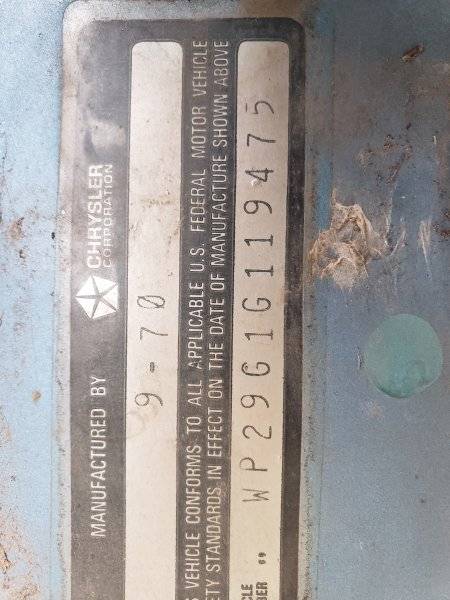 MANUFACTURED BY CHRYSLER
CORPORATION
9-70
VEHICLE CONFORMS TO ALL APPLICABLE U.S. FEDERAL MOTOR VEHICLE
STANDARDS IN EFFECT ON THE DATE OF MANUFACTURE SHOWN ABOVE
WP29G1G119475